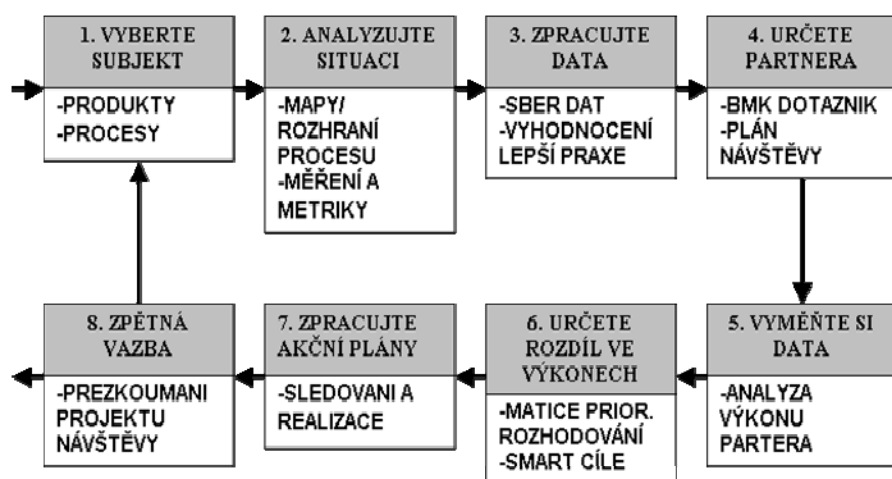 1. VYBERTE
SUBJEKT
-PRODUKTY
-PROCESY
2. ANALYZUJTE
SITUACI
-MAPY/
ROZHRANÍ
PROCESU
-MĚŘENÍ A
METRIKY
3. ZPRACUJTE
DATA
-SBER DAT
-VYHODNOCENÍ
LEPŠÍ PRAXE
4. URČETE
PARTNERA
-BMK DOTAZNIK
-PLÁN
NÁVŠTĚVY
5. VYMĚŇTE SI
DATA
-ANALYZA
VÝKONU
PARTERA
6. URČETE
ROZDÍL VE
VÝKONECH
-MATICE PRIOR.
ROZHODOVÁNÍ
-SMART CÍLE
7. ZPRACUJTE
AKČNÍ PLÁNY
-SLEDOVANI A
REALIZACE
8. ZPĚTNÁ
VAZBA
-PREZKOUMANI
PROJEKTU
NÁVŠTĚVY